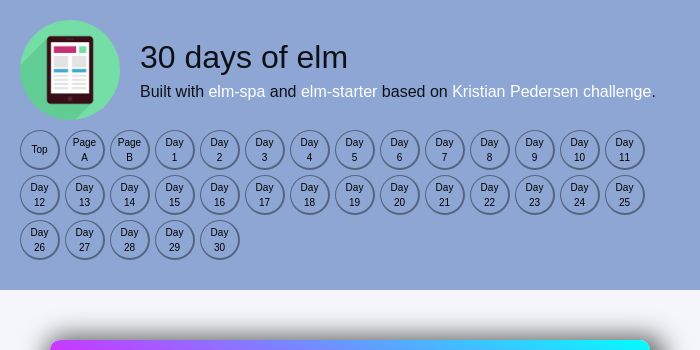 30 days of elm
Built with elm-spa and elm-starter based on Kristian Pedersen challenge.
Top
Page A
Page B
Day 1
Day 2
Day 3
Day 4
Day 5
Day 6
Day 7
Day 8
Day 9
Day 10
Day 11
Day 12
Day 13
Day 14
Day 15
Day 16
Day 17
Day 18
Day 19
Day 20
Day 21
Day 22
Day 23
Day 24
Day 25
Day 26
Day 27
Day 28
Day 29
Day 30